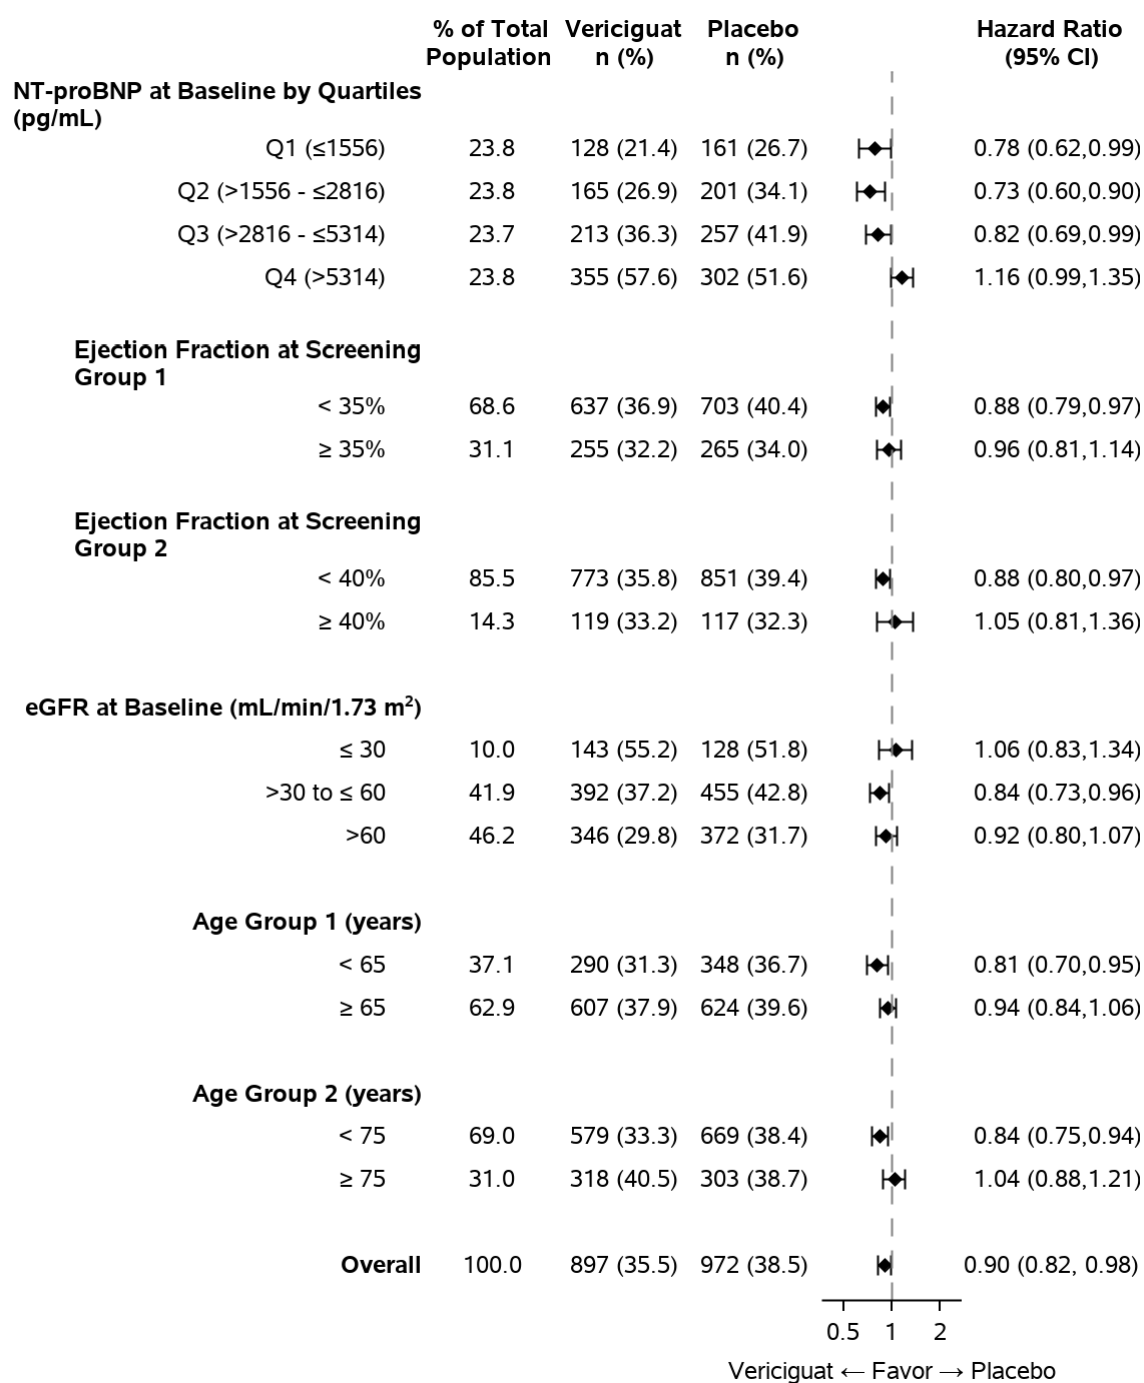 % of Total Vericiguat Placebo Hazard Ratio
Population n (%) n (%) (95% CI)
NT-proBNP at Baseline by Quartiles
(pg/mL)
Q1 (≤1556) 23.8 128 (21.4) 161 (26.7) 0.78 (0.62,0.99)
Q2 (>1556 - ≤2816) 23.8 165 (26.9) 201 (34.1) 0.73 (0.60,0.90)
Q3 (>2816 - ≤5314) 23.7 213 (36.3) 257 (41.9) 0.82 (0.69,0.99)
Q4 (>5314) 23.8 355 (57.6) 302 (51.6) 1.16 (0.99,1.35)
Ejection Fraction at Screening
Group 1
< 35% 68.6 637 (36.9) 703 (40.4) 0.88 (0.79,0.97)
≥ 35% 31.1 255 (32.2) 265 (34.0) 0.96 (0.81,1.14)
Ejection Fraction at Screening
Group 2
< 40% 85.5 773 (35.8) 851 (39.4) 0.88 (0.80,0.97)
≥ 40% 14.3 119 (33.2) 117 (32.3) 1.05 (0.81,1.36)
eGFR at Baseline (mL/min/1.73 m²)
≤ 30 10.0 143 (55.2) 128 (51.8) 1.06 (0.83,1.34)
>30 to ≤ 60 41.9 392 (37.2) 455 (42.8) 0.84 (0.73,0.96)
>60 46.2 346 (29.8) 372 (31.7) 0.92 (0.80,1.07)
Age Group 1 (years)
< 65 37.1 290 (31.3) 348 (36.7) 0.81 (0.70,0.95)
≥ 65 62.9 607 (37.9) 624 (39.6) 0.94 (0.84,1.06)
Age Group 2 (years)
< 75 69.0 579 (33.3) 669 (38.4) 0.84 (0.75,0.94)
≥ 75 31.0 318 (40.5) 303 (38.7) 1.04 (0.88,1.21)
Overall 100.0 897 (35.5) 972 (38.5) 0.90 (0.82, 0.98)
0.5 1 2
Vericiguat ← Favor → Placebo